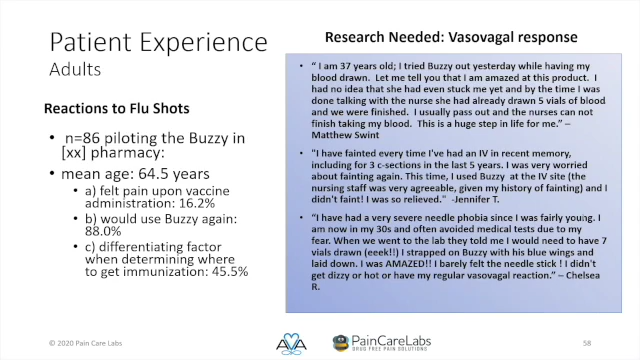 Patient Experience
Adults
Reactions to Flu Shots
• n=86 piloting the Buzzy in
[xx] pharmacy:
• mean age: 64.5 years
• a) felt pain upon vaccine
administration: 16.2%
• b) would use Buzzy again:
88.0%
• c) differentiating factor
when determining where
to get immunization: 45.5%
Research Needed: Vasovagal response
• “ I am 37 years old; I tried Buzzy out yesterday while having my
blood drawn. Let me tell you that I am amazed at this product. I
had no idea that she had even stuck me yet and by the time I was
done talking with the nurse she had already drawn 5 vials of blood
and we were finished. I usually pass out and the nurses can not
finish taking my blood. This is a huge step in life for me.” –
Matthew Swint
• “I have fainted every time I've had an IV in recent memory,
including for 3 c-sections in the last 5 years. I was very worried
about fainting again. This time, I used Buzzy at the IV site (the
nursing staff was very agreeable, given my history of fainting) and I
didn't faint! I was so relieved." -Jennifer T.
• “I have had a very severe needle phobia since I was fairly young. I
am now in my 30s and often avoided medical tests due to my
fear. When we went to the lab they told me I would need to have 7
vials drawn (eeek!!) I strapped on Buzzy with his blue wings and
laid down. I was AMAZED!! I barely felt the needle stick ! I didn't
get dizzy or hot or have my regular vasovagal reaction.” – Chelsea
R.
© 2020 Pain Care Labs
AVA
PainCareLabs
DRUG FREE PAIN SOLUTIONS
58